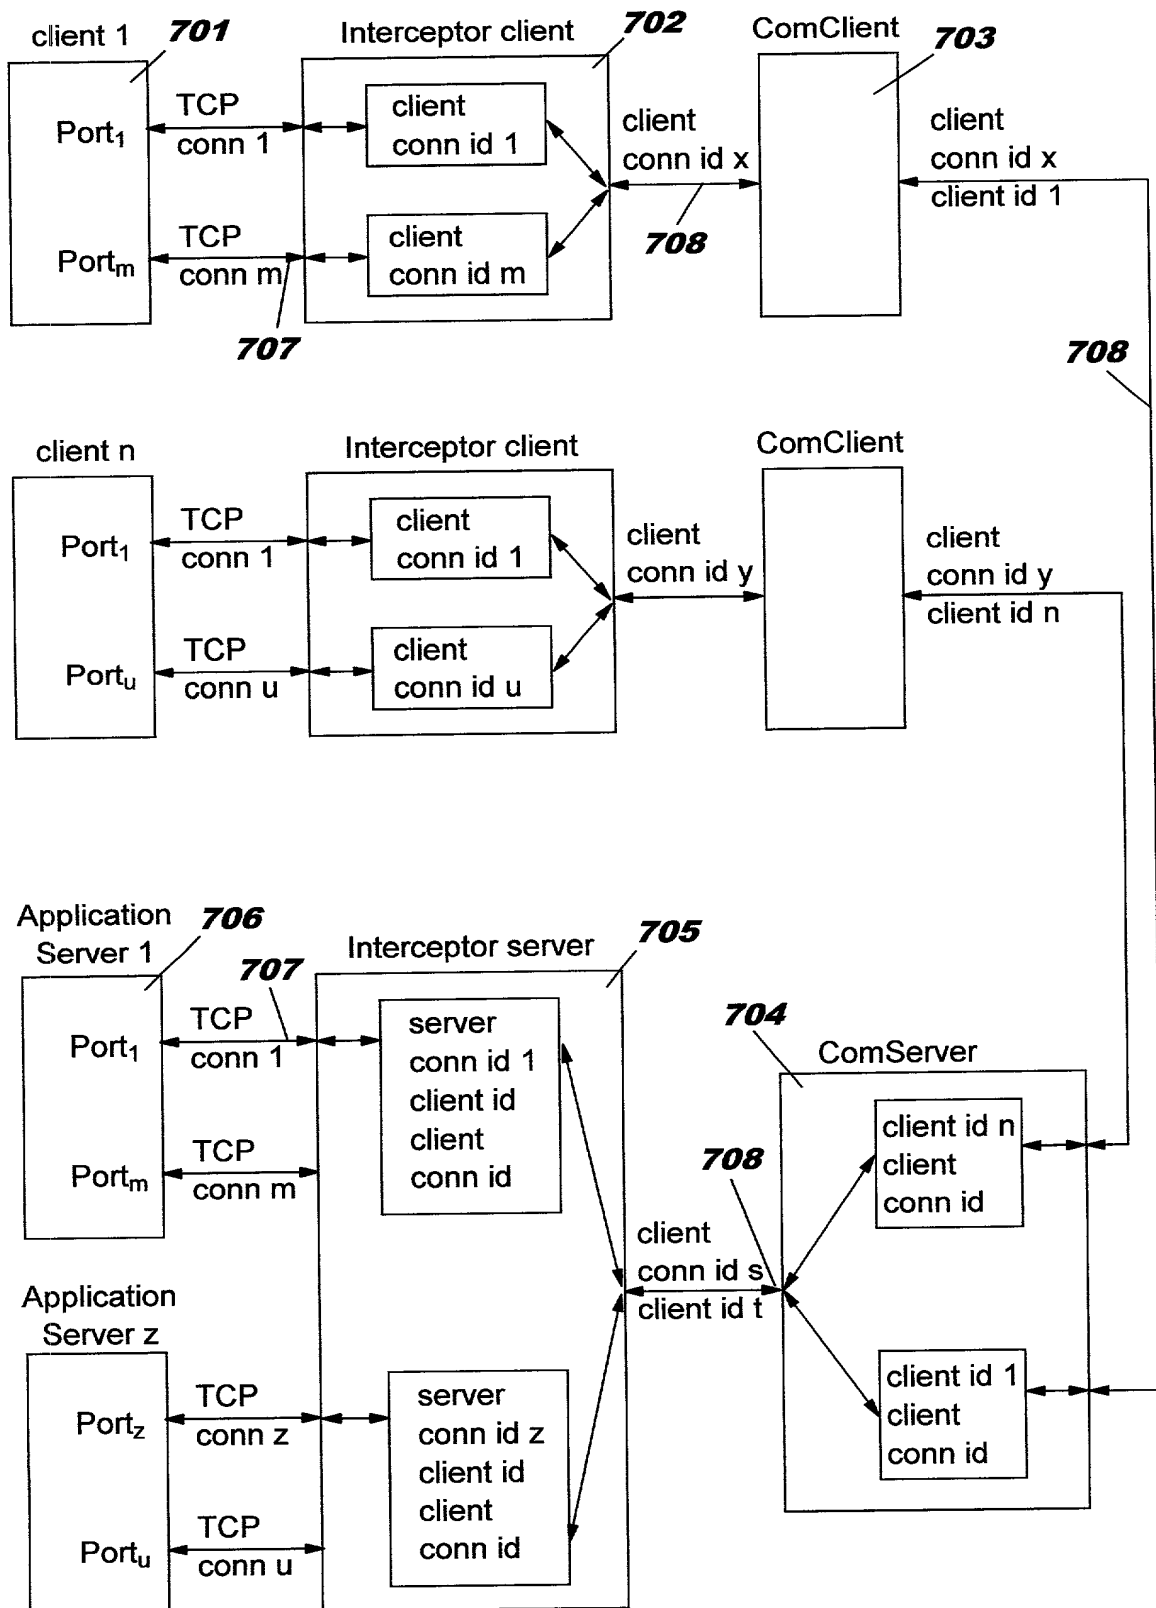 client 1
701
Interceptor client
702
ComClient
703
Port1
TCP
conn 1
client
conn id 1
client
conn id x
708
client
conn id x
client id 1
Portm
TCP
conn m
707
client
conn id m
708
client n
Interceptor client
ComClient
Port1
TCP
conn 1
client
conn id 1
client
conn id y
client
conn id y
client id n
Portu
TCP
conn u
client
conn id u
Application
Server 1
706
707
Interceptor server
705
Port1
TCP
conn 1
server
conn id 1
client id
client
conn id
Portm
TCP
conn m
704
ComServer
client id n
client
conn id
708
client
conn id s
client id t
client id 1
client
conn id
Application
Server z
Portz
TCP
conn z
server
conn id z
client id
client
conn id
Portu
TCP
conn u